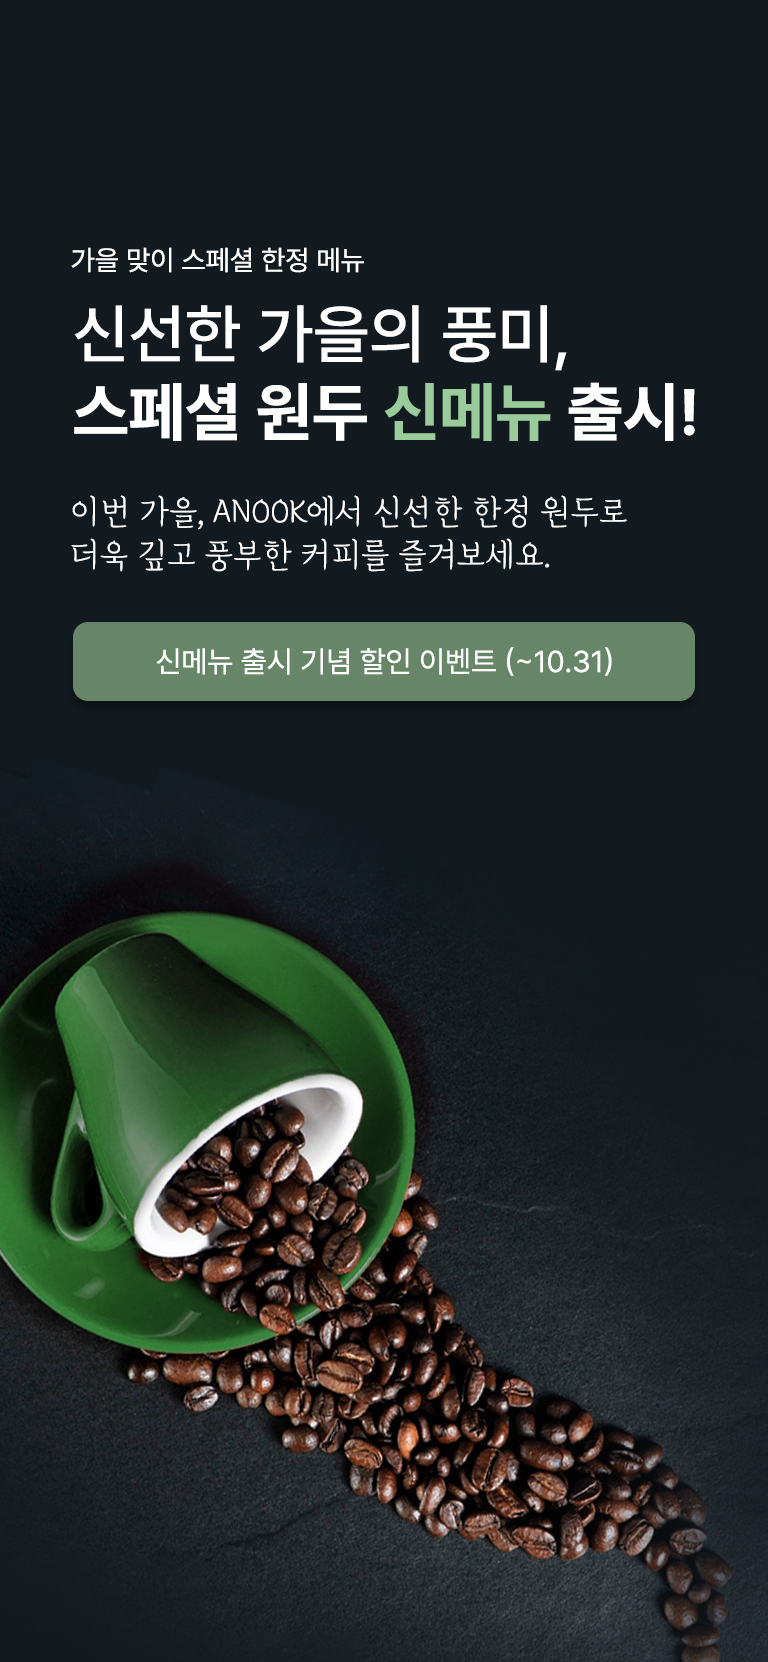 가을 맞이 스페셜 한정 메뉴
신선한 가을의 풍미,
스페셜 원두 신메뉴 출시!
이번 가을, ANOOK에서 신선한 한정 원두로
더욱 깊고 풍부한 커피를 즐겨보세요.
신메뉴 출시 기념 할인 이벤트 (~10.31)